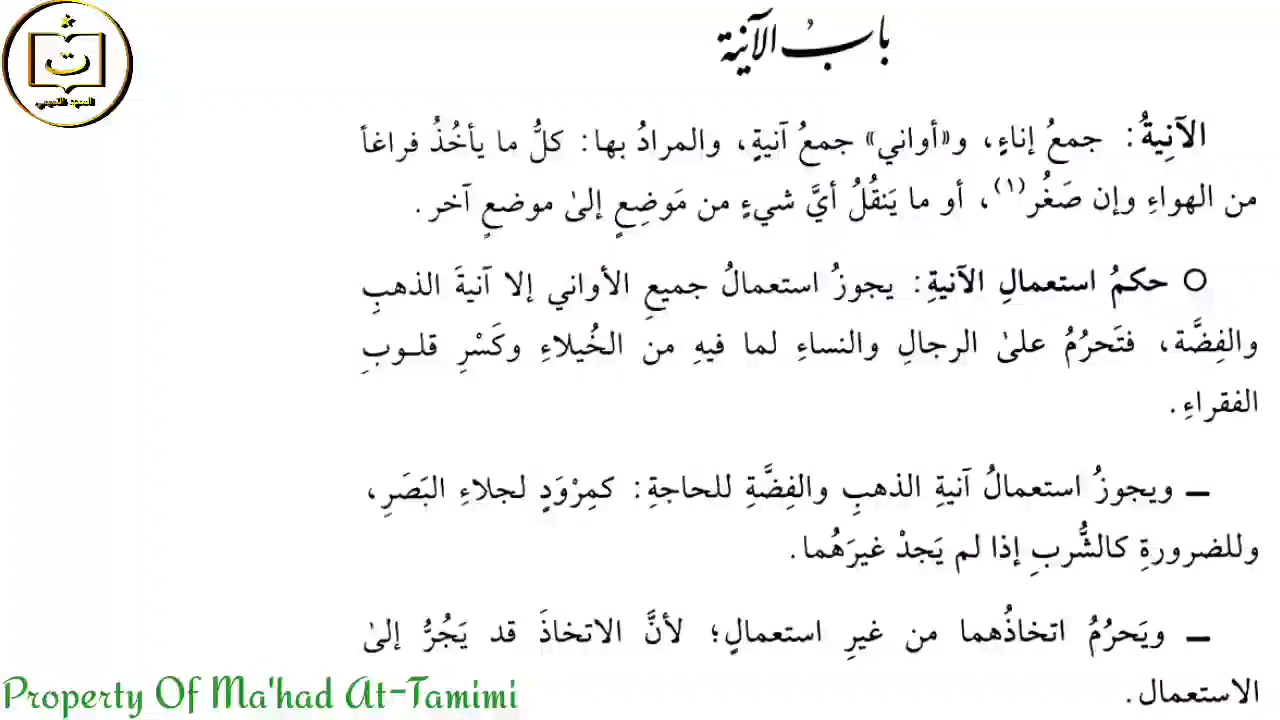 بابُ الآنية
الآنِيةُ: جمعُ إناءٍ، و«أواني» جمعُ آنيةٍ، والمرادُ بها: كلُّ ما يأخُذُ فراغاً
من الهواءِ وإن صَغُر(١)، أو ما يَنقُلُ أيَّ شيءٍ من مَوضِعٍ إلىٰ موضعٍ آخر.
○ حكمُ استعمالِ الآنيةِ: يجوزُ استعمالُ جميعِ الأواني إلا آنيةَ الذهبِ
والفِضَّة، فتَحرُمُ علىٰ الرجالِ والنساءِ لما فيهِ من الخُيلاءِ وكَسْرِ قلوبِ
الفقراءِ.
ــ ويجوزُ استعمالُ آنيةِ الذهبِ والفِضَّةِ للحاجةِ: كمِرْوَدٍ لجلاءِ البَصَرِ،
وللضرورةِ كالشُّربِ إذا لم يَجدْ غيرَهُما.
ــ ويَحرُمُ اتخاذُهما من غيرِ استعمالٍ؛ لأنَّ الاتخاذَ قد يَجُرُّ إلىٰ
الاستعمال.
Property Of Ma'had At-Tamimi